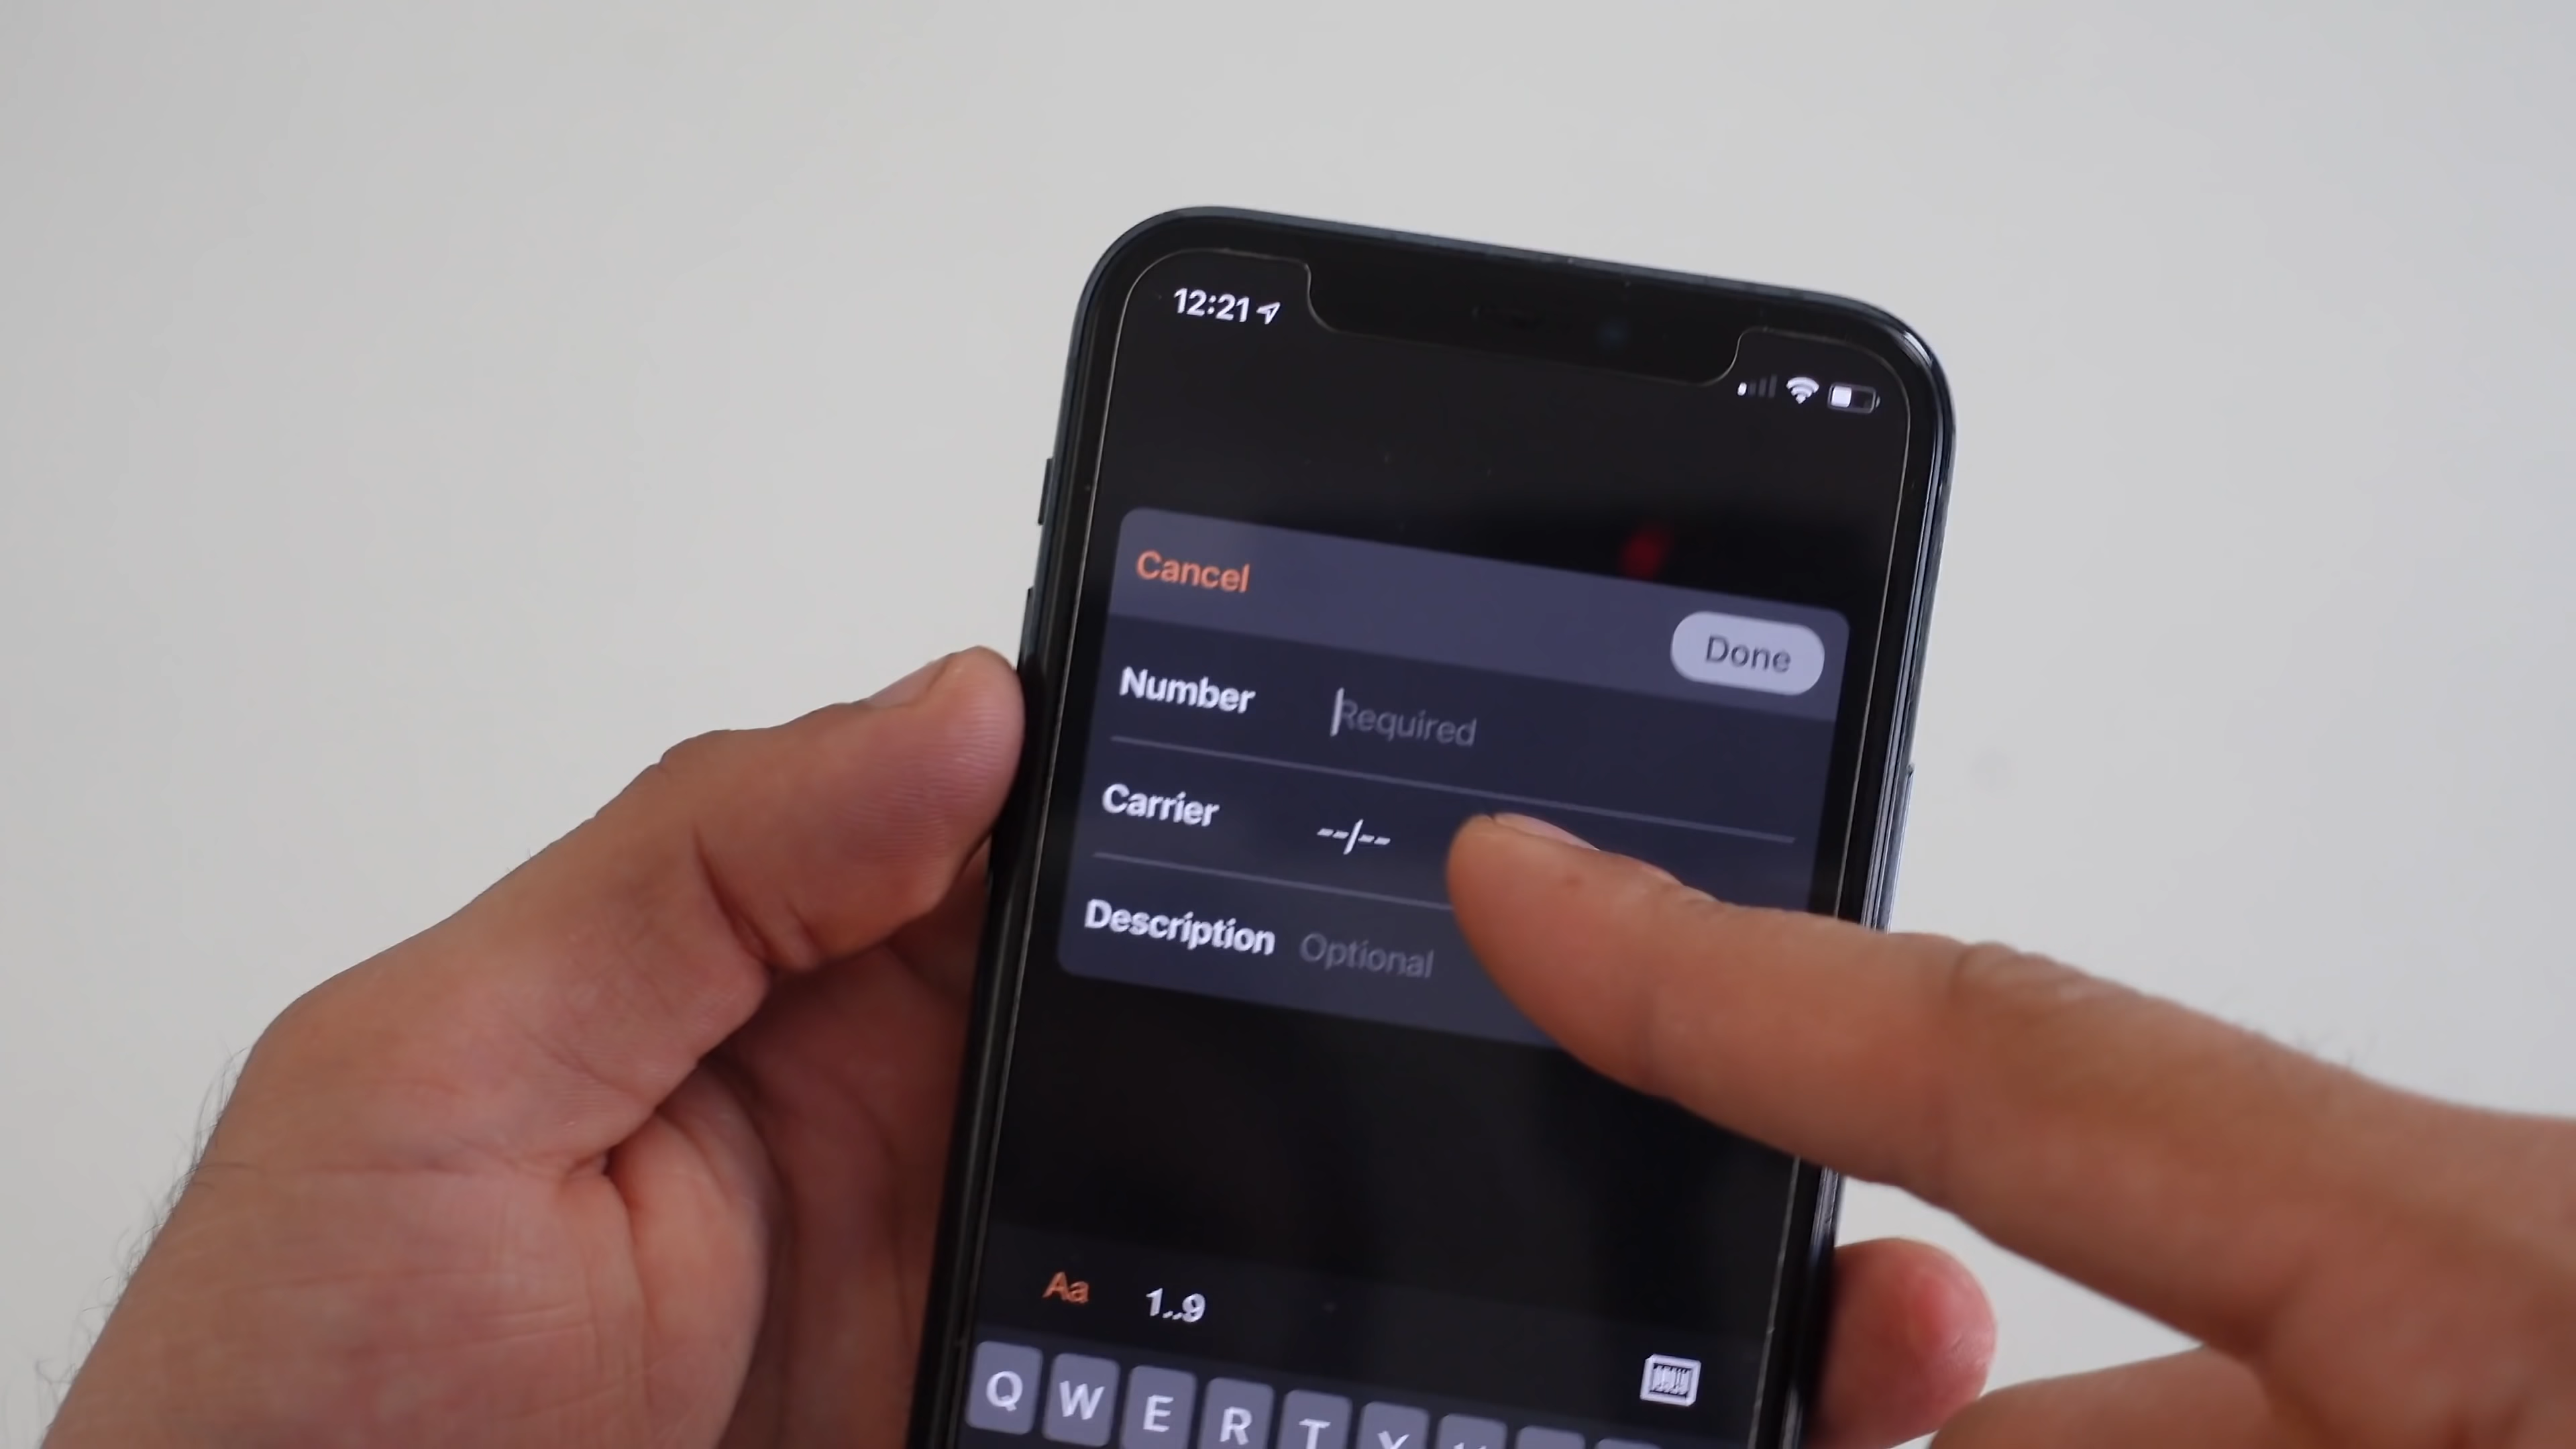 12:21
Cancel
Done
Number Required
Carrier --/--
Description Optional
Aa 1..9
Q W E R T